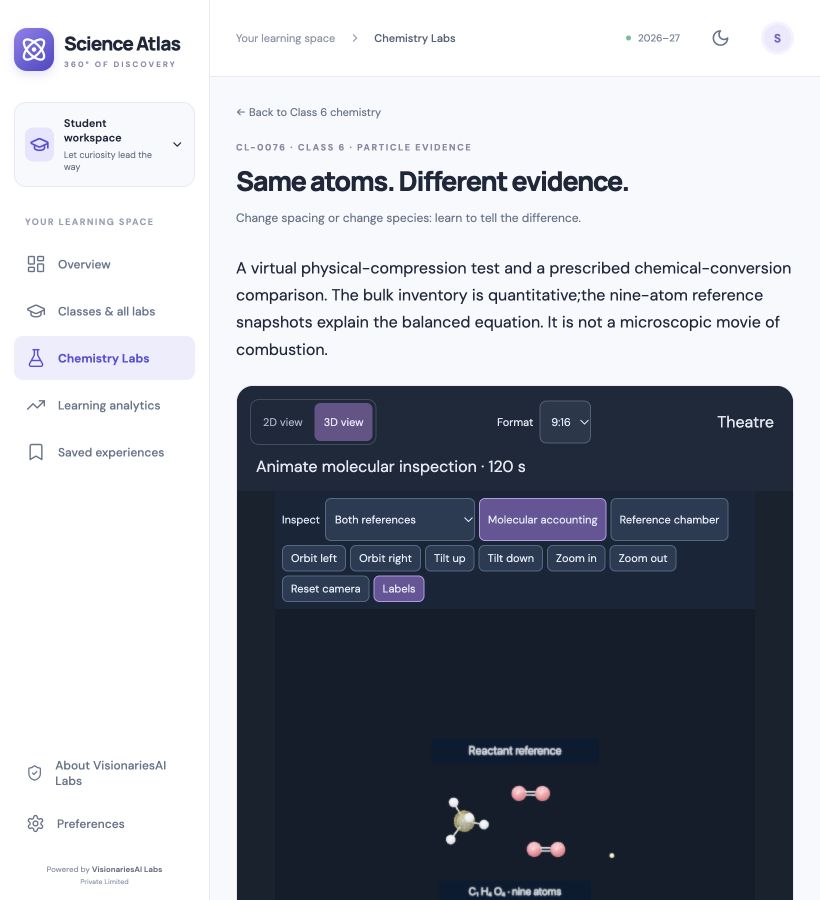 Science Atlas
360° OF DISCOVERY
Student
workspace
Let curiosity lead the
way
YOUR LEARNING SPACE
Overview
Classes & all labs
Chemistry Labs
Learning analytics
Saved experiences
About VisionariesAI
Labs
Preferences
Powered by VisionariesAI Labs
Private Limited
Your learning space > Chemistry Labs
2026–27
S
← Back to Class 6 chemistry
CL-0076 · CLASS 6 · PARTICLE EVIDENCE
Same atoms. Different evidence.
Change spacing or change species: learn to tell the difference.
A virtual physical-compression test and a prescribed chemical-conversion
comparison. The bulk inventory is quantitative;the nine-atom reference
snapshots explain the balanced equation. It is not a microscopic movie of
combustion.
2D view 3D view Format 9:16 Theatre
Animate molecular inspection · 120 s
Inspect Both references Molecular accounting Reference chamber
Orbit left Orbit right Tilt up Tilt down Zoom in Zoom out
Reset camera Labels
Reactant reference
C₁ H₄ O₄ · nine atoms